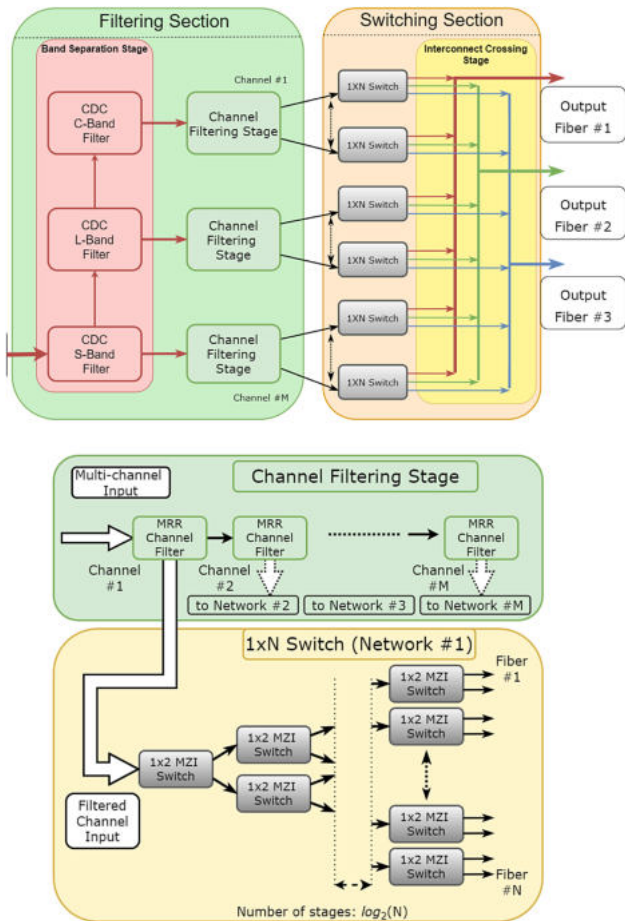 Filtering Section
Switching Section
Band Separation Stage
Interconnect Crossing
Stage
Channel #1
CDC
C-Band
Filter
Channel
Filtering Stage
1XN Switch
1XN Switch
Output
Fiber #1
CDC
L-Band
Filter
Channel
Filtering
Stage
1XN Switch
1XN Switch
Output
Fiber #2
CDC
S-Band
Filter
Channel
Filtering
Stage
1XN Switch
1XN Switch
Output
Fiber #3
Channel #M
Multi-channel
Input
Channel Filtering Stage
MRR
Channel
Filter
MRR
Channel
Filter
MRR
Channel
Filter
Channel
#1
Channel
#2
Channel
#M
to Network #2
to Network #3
to Network #M
1xN Switch (Network #1)
Fiber
#1
1x2 MZI
Switch
1x2 MZI
Switch
1x2 MZI
Switch
1x2 MZI
Switch
1x2 MZI
Switch
1x2 MZI
Switch
1x2 MZI
Switch
Filtered
Channel
Input
Fiber
#N
Number of stages: log₂(N)